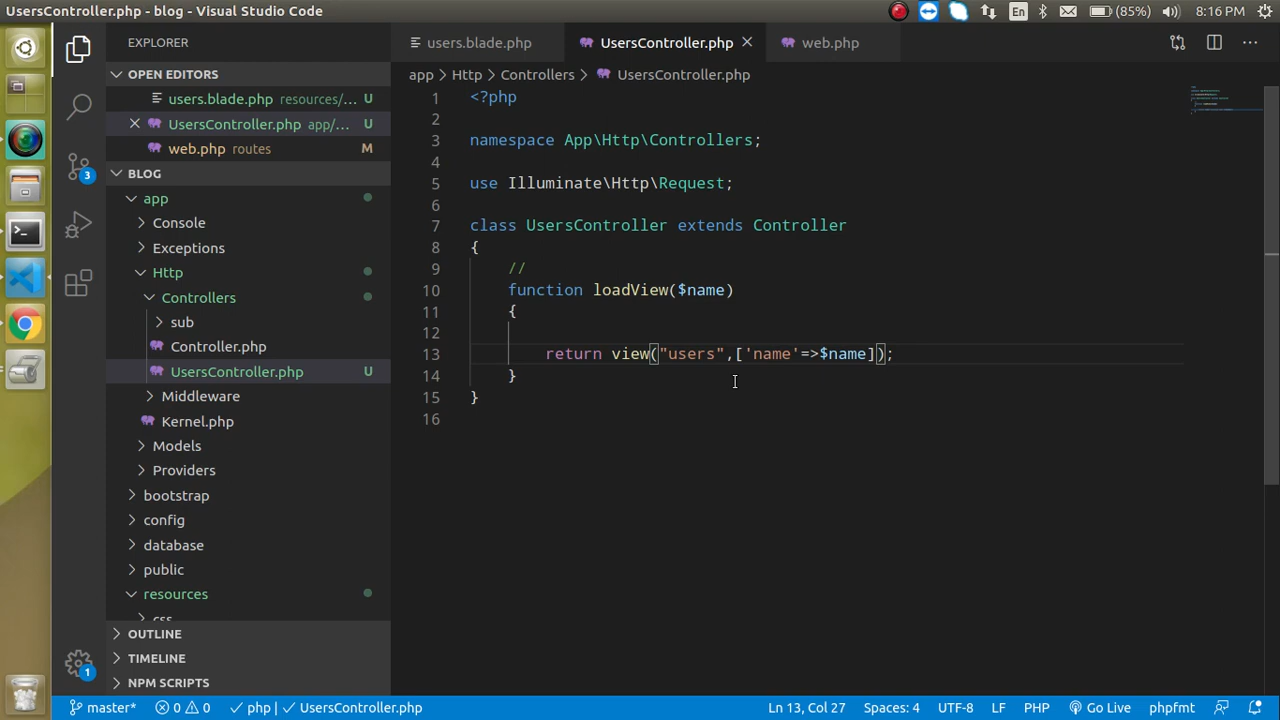 UsersController.php - blog - Visual Studio Code
En
(85%)
8:16 PM
EXPLORER
OPEN EDITORS
users.blade.php resources/... U
UsersController.php app/... U
web.php routes M
BLOG
app
Console
Exceptions
Http
Controllers
sub
Controller.php
UsersController.php U
Middleware
Kernel.php
Models
Providers
bootstrap
config
database
public
resources
css
OUTLINE
TIMELINE
NPM SCRIPTS
3
1
users.blade.php
UsersController.php
web.php
app > Http > Controllers > UsersController.php
1 <?php
2
3 namespace App\Http\Controllers;
4
5 use Illuminate\Http\Request;
6
7 class UsersController extends Controller
8 {
9 //
10 function loadView($name)
11 {
12
13 return view("users",['name'=>$name]);
14 }
15 }
16
master* 0 0 php | UsersController.php
Ln 13, Col 27 Spaces: 4 UTF-8 LF PHP Go Live phpfmt